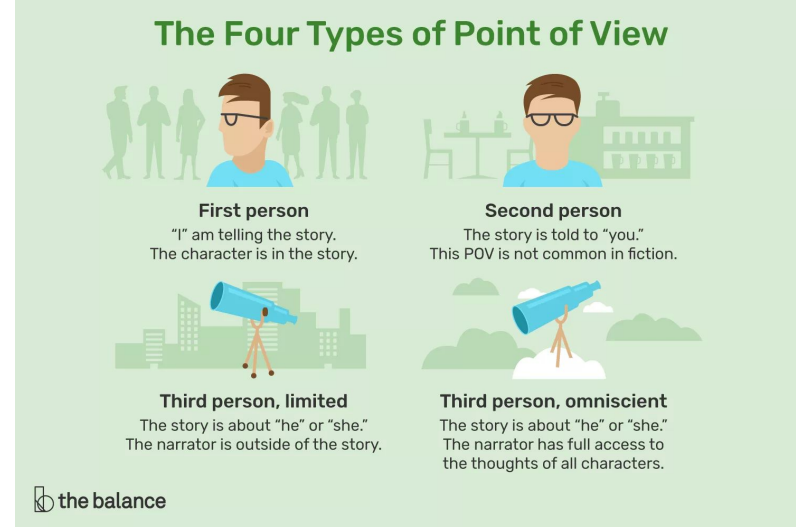 The Four Types of Point of View
First person
“I” am telling the story.
The character is in the story.
Second person
The story is told to “you.”
This POV is not common in fiction.
Third person, limited
The story is about “he” or “she.”
The narrator is outside of the story.
Third person, omniscient
The story is about “he” or “she.”
The narrator has full access to
the thoughts of all characters.
the balance